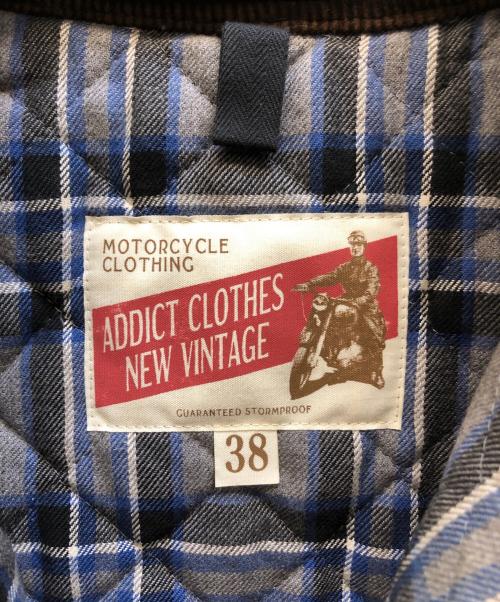 MOTORCYCLE
CLOTHING
ADDICT CLOTHES
NEW VINTAGE
GUARANTEED STORMPROOF
38